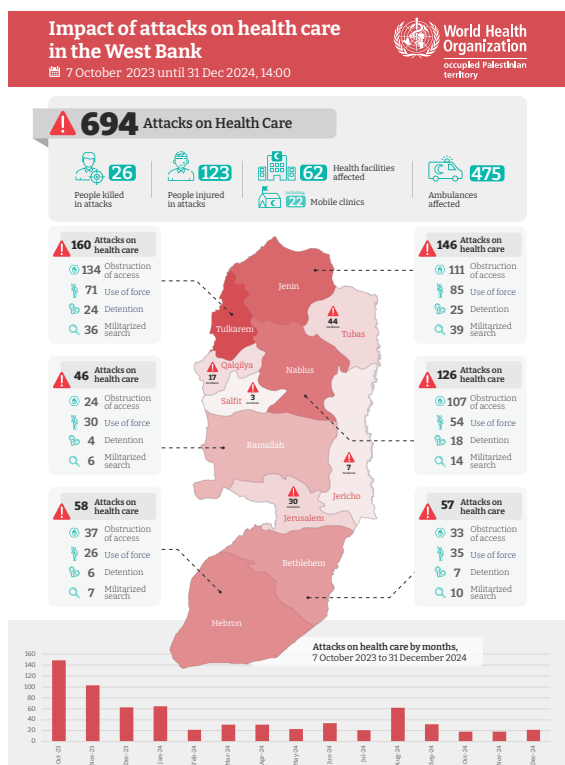 Impact of attacks on health care
in the West Bank
7 October 2023 until 31 Dec 2024, 14:00
World Health
Organization
occupied Palestinian
territory
694 Attacks on Health Care
26
People killed
in attacks
123
People injured
in attacks
62 Health facilities
affected
including
22 Mobile clinics
475
Ambulances
affected
160 Attacks on
health care
134 Obstruction
of access
71 Use of force
24 Detention
36 Militarized
search
46 Attacks on
health care
24 Obstruction
of access
30 Use of force
4 Detention
6 Militarized
search
58 Attacks on
health care
37 Obstruction
of access
26 Use of force
6 Detention
7 Militarized
search
Jenin
Tulkarem
44
Tubas
Qalqilya
17
Nablus
3
Salfit
Ramallah
7
Jericho
30
Jerusalem
Bethlehem
Hebron
146 Attacks on
health care
111 Obstruction
of access
85 Use of force
25 Detention
39 Militarized
search
126 Attacks on
health care
107 Obstruction
of access
54 Use of force
18 Detention
14 Militarized
search
57 Attacks on
health care
33 Obstruction
of access
35 Use of force
7 Detention
10 Militarized
search
Attacks on health care by months,
7 October 2023 to 31 December 2024
160
140
120
100
80
60
40
20
0
Oct-23
Nov-23
Dec-23
Jan-24
Feb-24
Mar-24
Apr-24
May-24
Jun-24
Jul-24
Aug-24
Sep-24
Oct-24
Nov-24
Dec-24